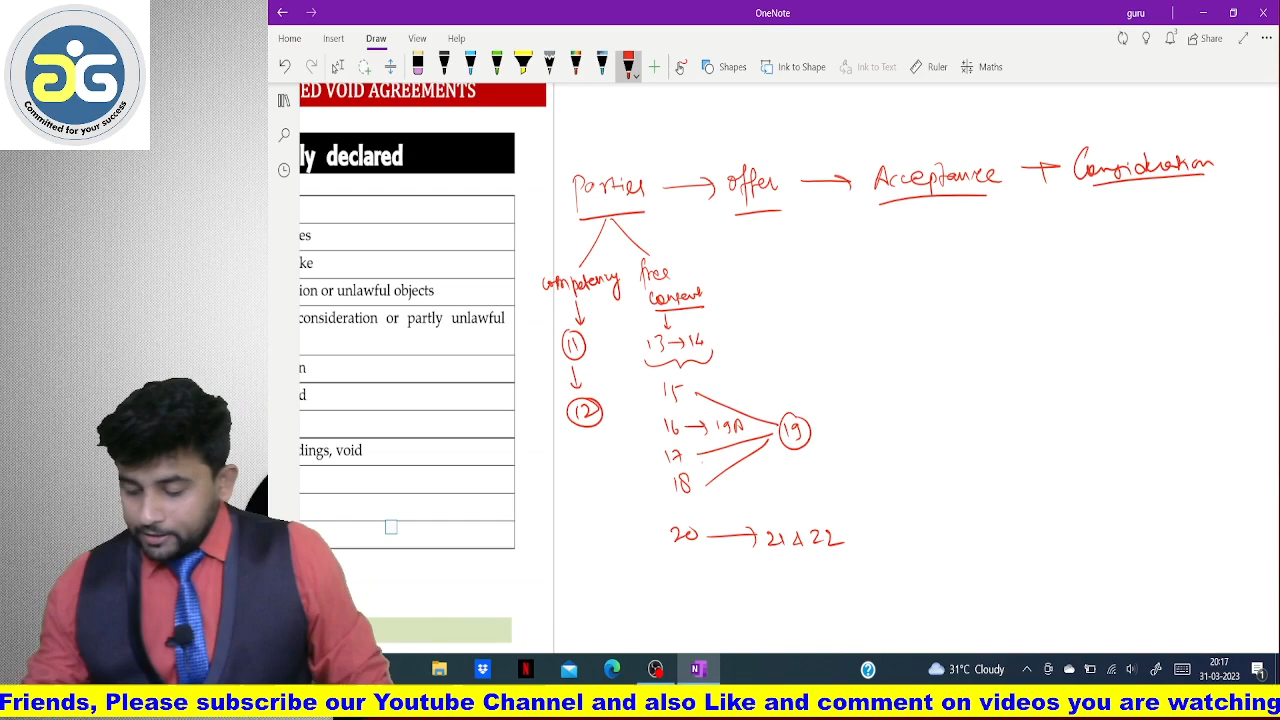 Committed for your success
OneNote
guru
Home
Insert
Draw
View
Help
Share
Shapes
Ink to Shape
Ink to Text
Ruler
Maths
ED VOID AGREEMENTS
ly declared
es
ke
ion or unlawful objects
consideration or partly unlawful
n
d
dings, void
Parties → offer → Acceptance → Consideration
competency
free
consent
11
13 → 14
12
15
16 → 19A
19
17
18
20 → 21 & 22
31°C Cloudy
20:17
31-03-2023
1
Friends, Please subscribe our Youtube Channel and also Like and comment on videos you are watching